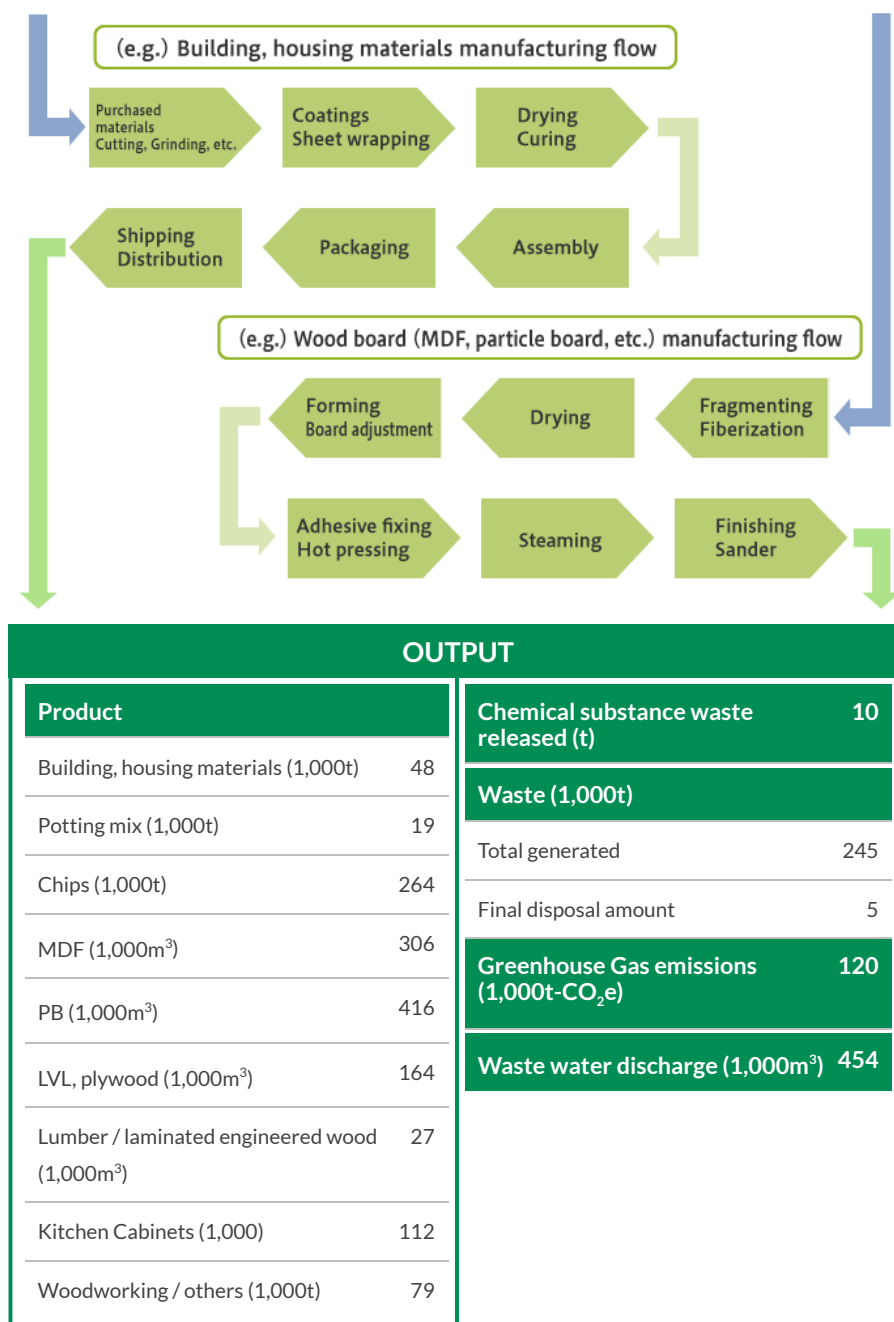 (e.g.) Building, housing materials manufacturing flow
Purchased
materials
Cutting, Grinding, etc.
Coatings
Sheet wrapping
Drying
Curing
Assembly
Packaging
Shipping
Distribution
(e.g.) Wood board (MDF, particle board, etc.) manufacturing flow
Fragmenting
Fiberization
Drying
Forming
Board adjustment
Adhesive fixing
Hot pressing
Steaming
Finishing
Sander
OUTPUT
Product
Building, housing materials (1,000t) 48
Potting mix (1,000t) 19
Chips (1,000t) 264
MDF (1,000m³) 306
PB (1,000m³) 416
LVL, plywood (1,000m³) 164
Lumber / laminated engineered wood 27
(1,000m³)
Kitchen Cabinets (1,000) 112
Woodworking / others (1,000t) 79
Chemical substance waste 10
released (t)
Waste (1,000t)
Total generated 245
Final disposal amount 5
Greenhouse Gas emissions 120
(1,000t-CO₂e)
Waste water discharge (1,000m³) 454